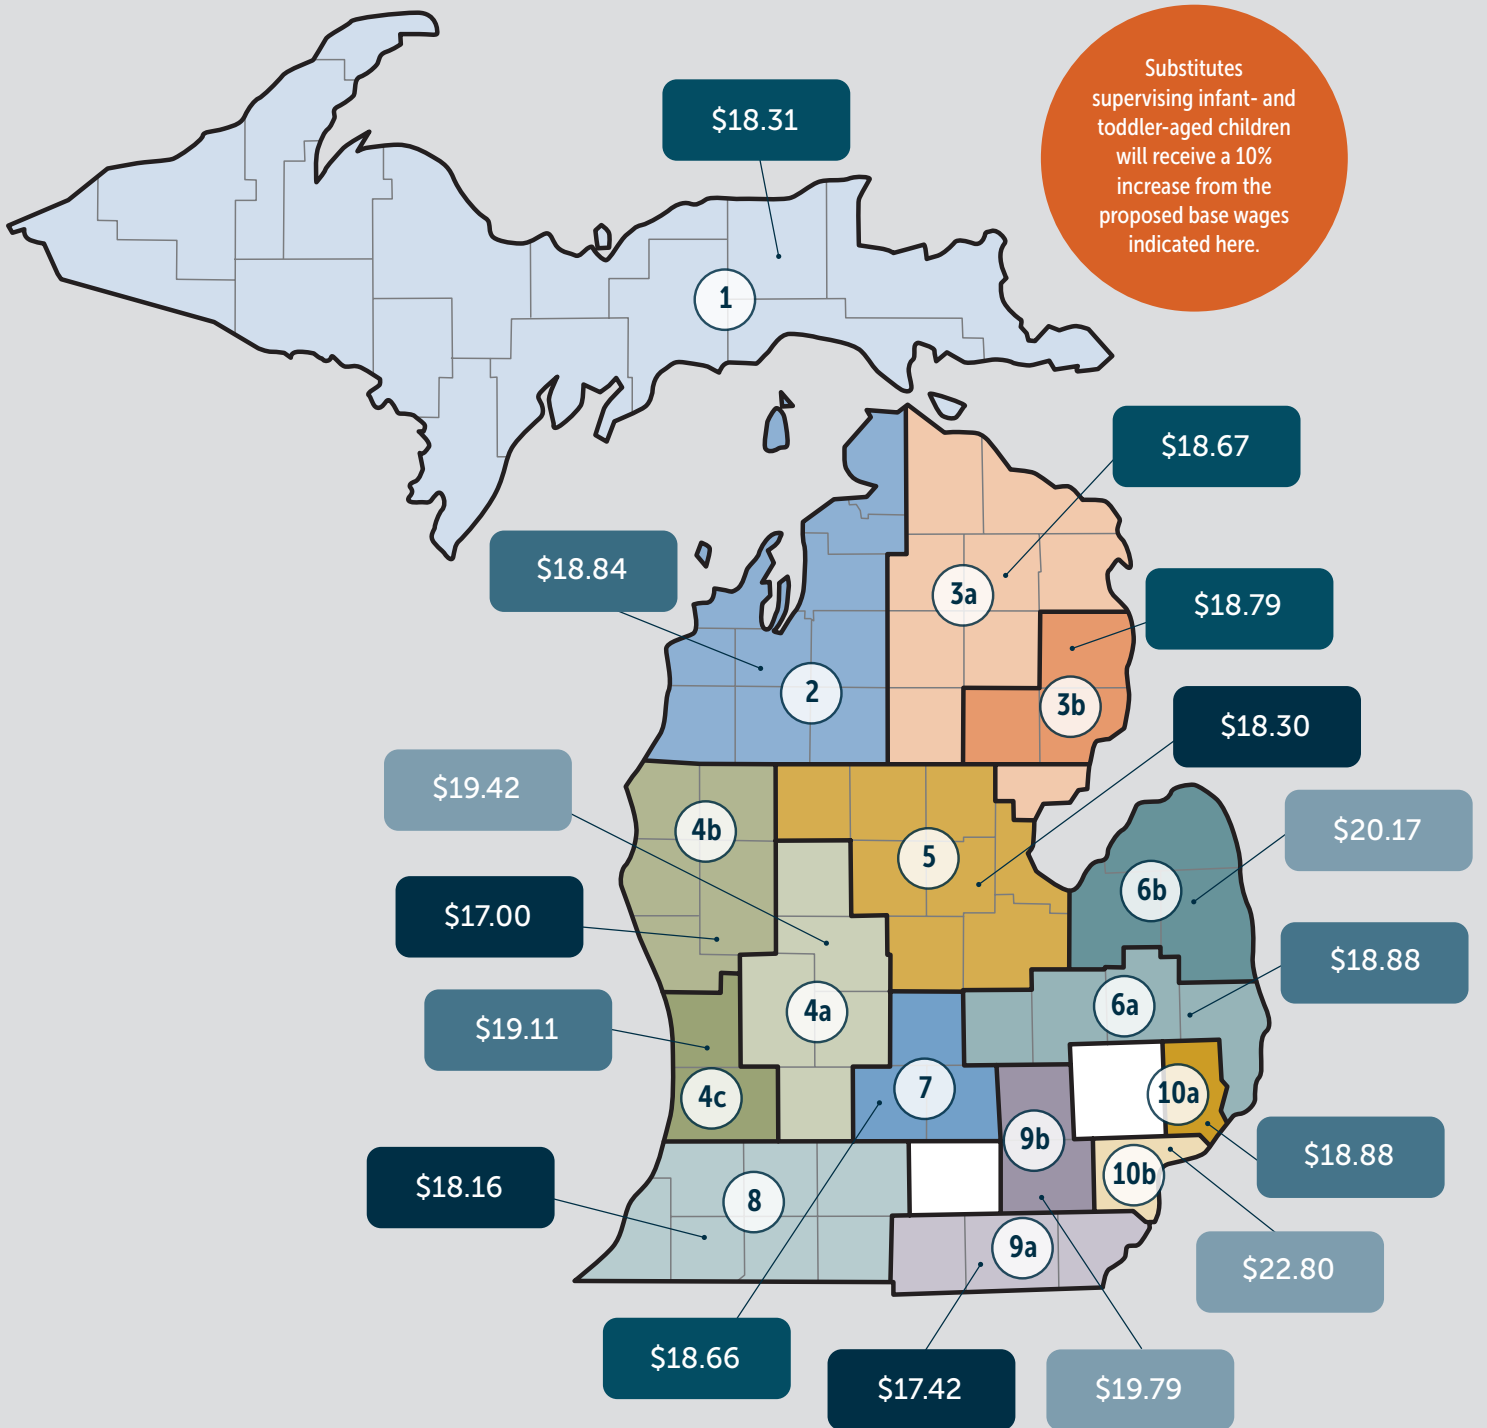 Substitutes
supervising infant- and
toddler-aged children
will receive a 10%
increase from the
proposed base wages
indicated here.
$18.31
1
$18.67
$18.84
3a
$18.79
2
3b
$18.30
$19.42
4b
5
$20.17
6b
$17.00
$18.88
4a
6a
$19.11
4c
7
10a
9b
$18.88
10b
$18.16
8
9a
$22.80
$18.66
$17.42
$19.79